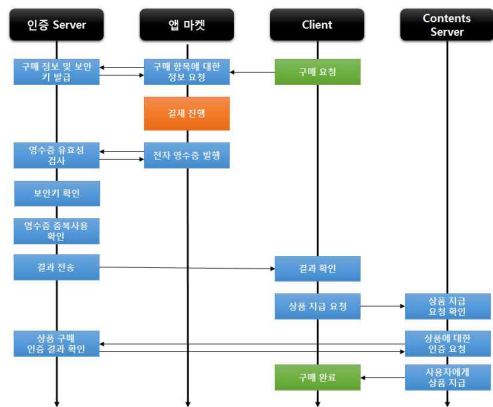 인증 Server
앱 마켓
Client
Contents
Server
구매 정보 및 보안
키 발급
구매 항목에 대한
정보 요청
구매 요청
결제 진행
영수증 유효성
검사
전자 영수증 발행
보안키 확인
영수증 중복사용
확인
결과 전송
결과 확인
상품 지급 요청
상품 지급
요청 확인
상품 구매
인증 결과 확인
상품에 대한
인증 요청
구매 완료
사용자에게
상품 지급